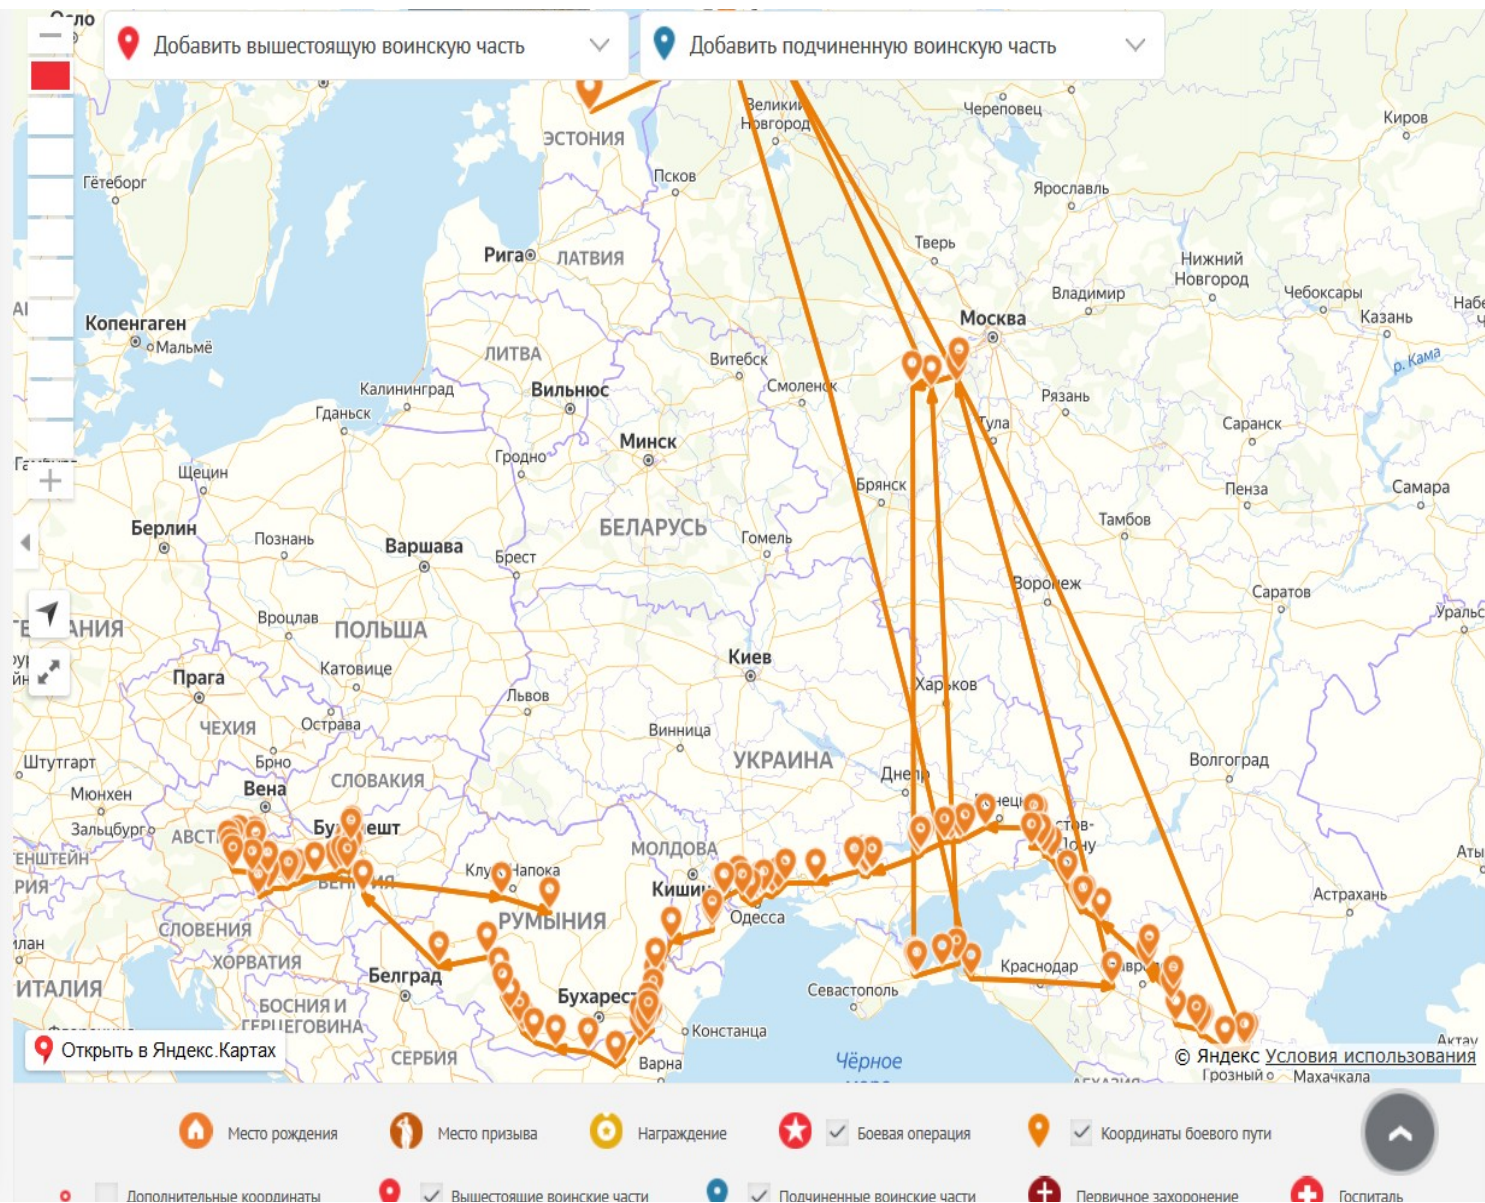 Добавить вышестоящую воинскую часть
Добавить подчиненную воинскую часть
Великий
Новгород
Череповец
Киров
ЭСТОНИЯ
Гётеборг
Псков
Ярославль
Рига
ЛАТВИЯ
Тверь
Нижний
Новгород
Владимир
Чебоксары
Казань
Копенгаген
Мальмё
Москва
р. Кама
ЛИТВА
Витебск
Калининград
Вильнюс
Смоленск
Рязань
Гданьск
Тула
Саранск
Минск
Гродно
Щецин
Брянск
Пенза
Самара
Берлин
Познань
Варшава
БЕЛАРУСЬ
Гомель
Тамбов
Брест
Воронеж
Саратов
Вроцлав
ПОЛЬША
Киев
Катовице
Прага
Харьков
Львов
ЧЕХИЯ
Острава
Винница
УКРАИНА
Волгоград
Штутгарт
Брно
СЛОВАКИЯ
Днепр
Мюнхен
Вена
Зальцбург
МОЛДОВА
Одесса
РУМЫНИЯ
Астрахань
СЛОВЕНИЯ
ХОРВАТИЯ
Белград
Краснодар
ИТАЛИЯ
Севастополь
БОСНИЯ И
ГЕРЦЕГОВИНА
Бухарест
Констанца
Открыть в Яндекс.Картах
СЕРБИЯ
Варна
Чёрное
Актау
© Яндекс Условия использования
Грозный
Махачкала
Место рождения
Место призыва
Награждение
Боевая операция
Координаты боевого пути
Дополнительные координаты
Вышестоящие воинские части
Подчиненные воинские части
Первичное захоронение
Госпиталь